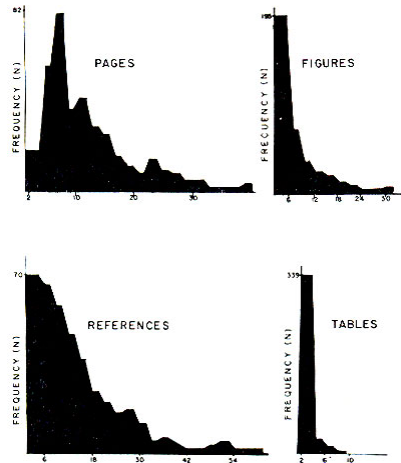 82
PAGES
FREQUENCY (N)
2 10 20 30
198
FIGURES
FREQUENCY (N)
6 12 18 24 30
70
REFERENCES
FREQUENCY (N)
6 18 30 42 54
339
TABLES
FREQUENCY (N)
2 6 10